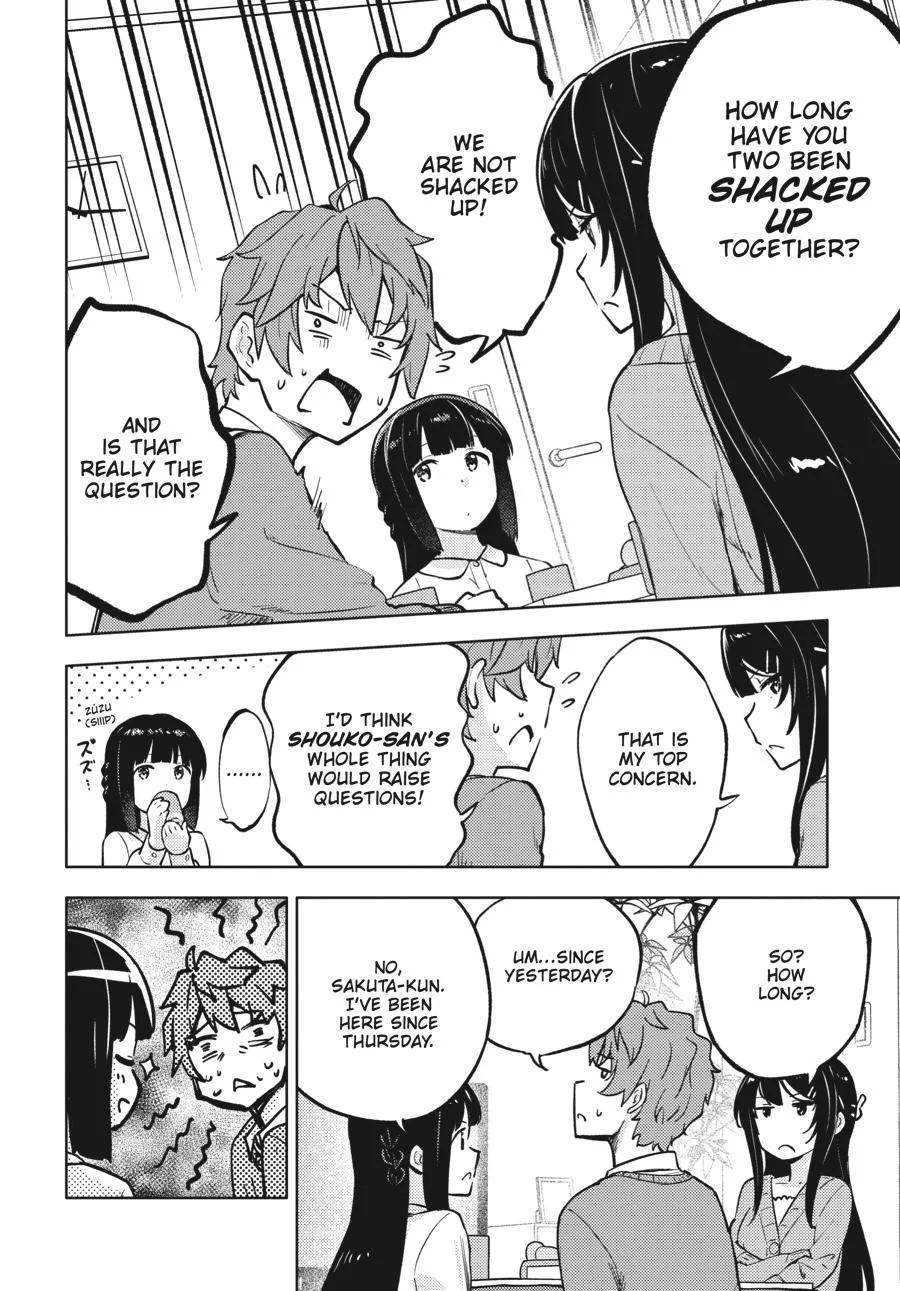 HOW LONG
HAVE YOU
TWO BEEN
SHACKED
UP
TOGETHER?
WE
ARE NOT
SHACKED
UP!
AND
IS THAT
REALLY THE
QUESTION?
THAT IS
MY TOP
CONCERN.
I'D THINK
SHOUKO-SAN'S
WHOLE THING
WOULD RAISE
QUESTIONS!
.......
ZUZU
(SIIIP)
ズズ…
SO?
HOW
LONG?
UM...SINCE
YESTERDAY?
NO,
SAKUTA-KUN.
I'VE BEEN
HERE SINCE
THURSDAY.